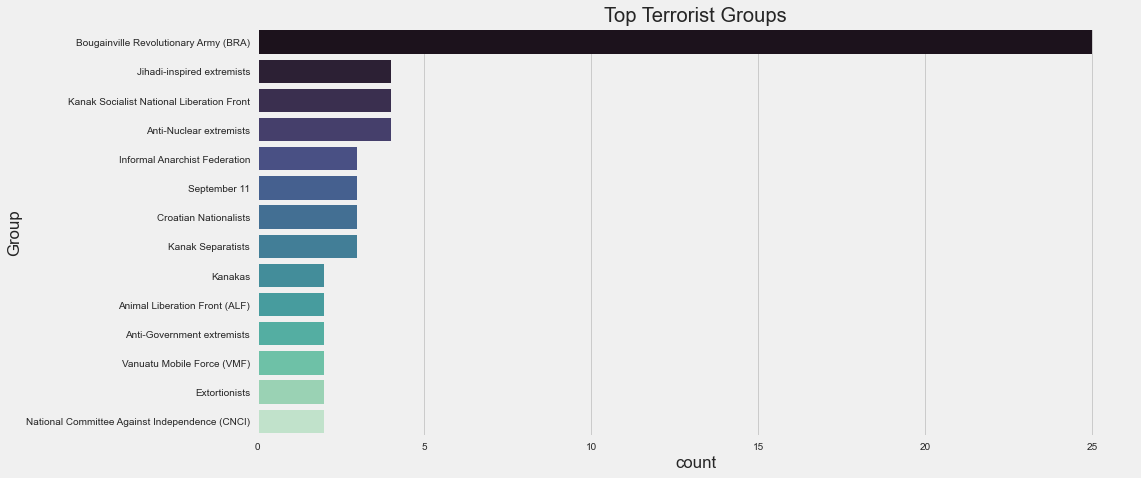 Top Terrorist Groups
Group
Bougainville Revolutionary Army (BRA)
Jihadi-inspired extremists
Kanak Socialist National Liberation Front
Anti-Nuclear extremists
Informal Anarchist Federation
September 11
Croatian Nationalists
Kanak Separatists
Kanakas
Animal Liberation Front (ALF)
Anti-Government extremists
Vanuatu Mobile Force (VMF)
Extortionists
National Committee Against Independence (CNCI)
0 5 10 15 20 25
count